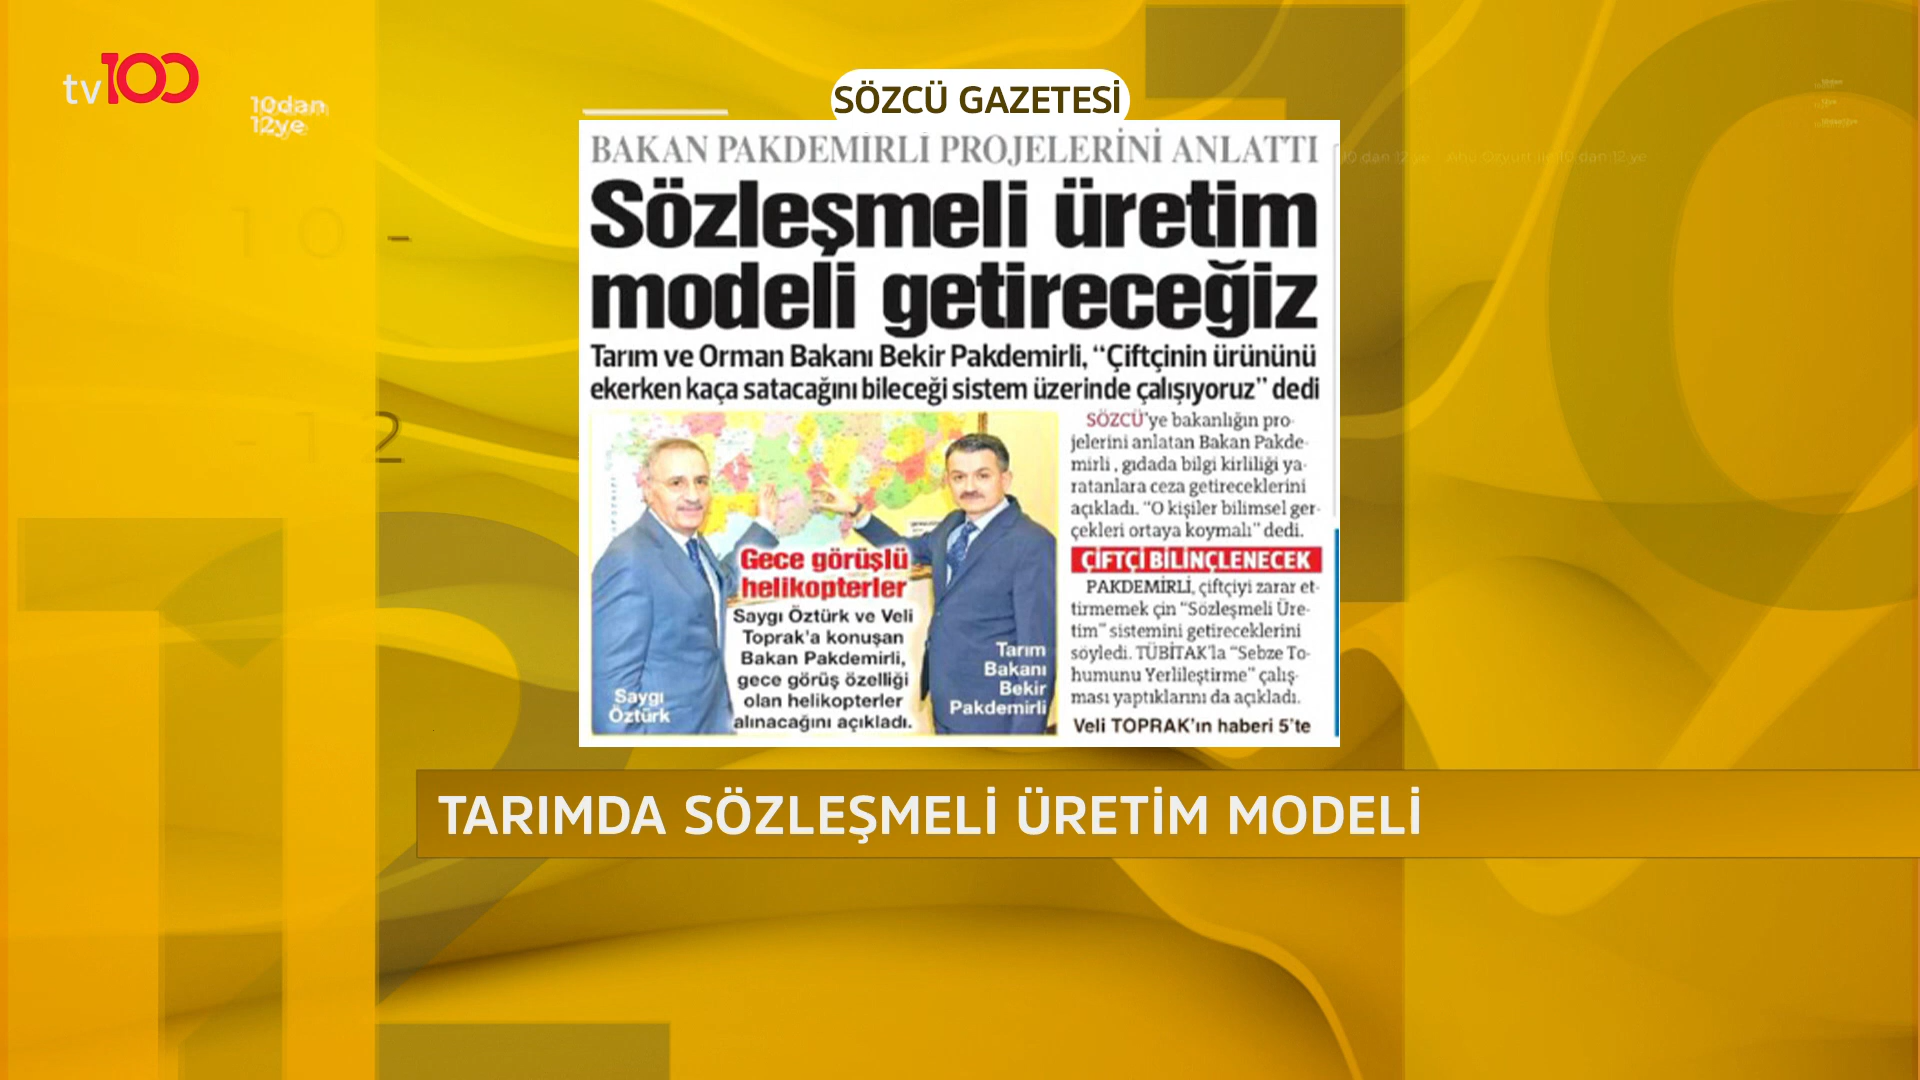 tv100
10dan
12ye
SÖZCÜ GAZETESİ
BAKAN PAKDEMIRLI PROJELERİNİ ANLATTI
Sözleşmeli üretim
modeli getireceğiz
Tarım ve Orman Bakanı Bekir Pakdemirli, “Çiftçinin ürününü
ekerken kaça satacağını bileceği sistem üzerinde çalışıyoruz” dedi
Gece görüşlü
helikopterler
Saygı Öztürk ve Veli
Toprak'a konuşan
Bakan Pakdemirli,
gece görüş özelliği
olan helikopterler
alınacağını açıkladı.
Saygı
Öztürk
Tarım
Bakanı
Bekir
Pakdemirli
SÖZCÜ'ye bakanlığın pro-
jelerini anlatan Bakan Pakde-
mirli , gıdada bilgi kirliliği ya-
ratanlara ceza getireceklerini
açıkladı. “O kişiler bilimsel ger-
çekleri ortaya koymalı” dedi.
ÇİFTÇİ BİLİNÇLENECEK
PAKDEMİRLİ, çiftçiyi zarar et-
tirmemek çin “Sözleşmeli Üre-
tim” sistemini getireceklerini
söyledi. TÜBİTAK'la “Sebze To-
humunu Yerlileştirme” çalış-
ması yaptıklarını da açıkladı.
Veli TOPRAK'ın haberi 5'te
10-
-12
TARIMDA SÖZLEŞMELİ ÜRETİM MODELİ